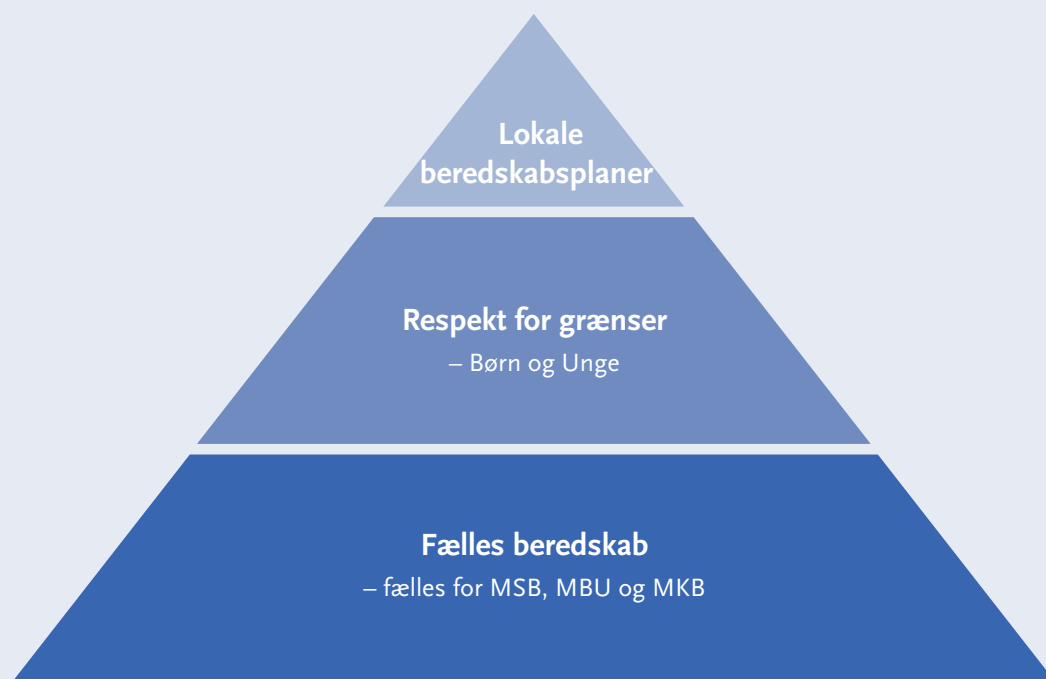 Lokale
beredskabsplaner
Respekt for grænser
– Børn og Unge
Fælles beredskab
– fælles for MSB, MBU og MKB